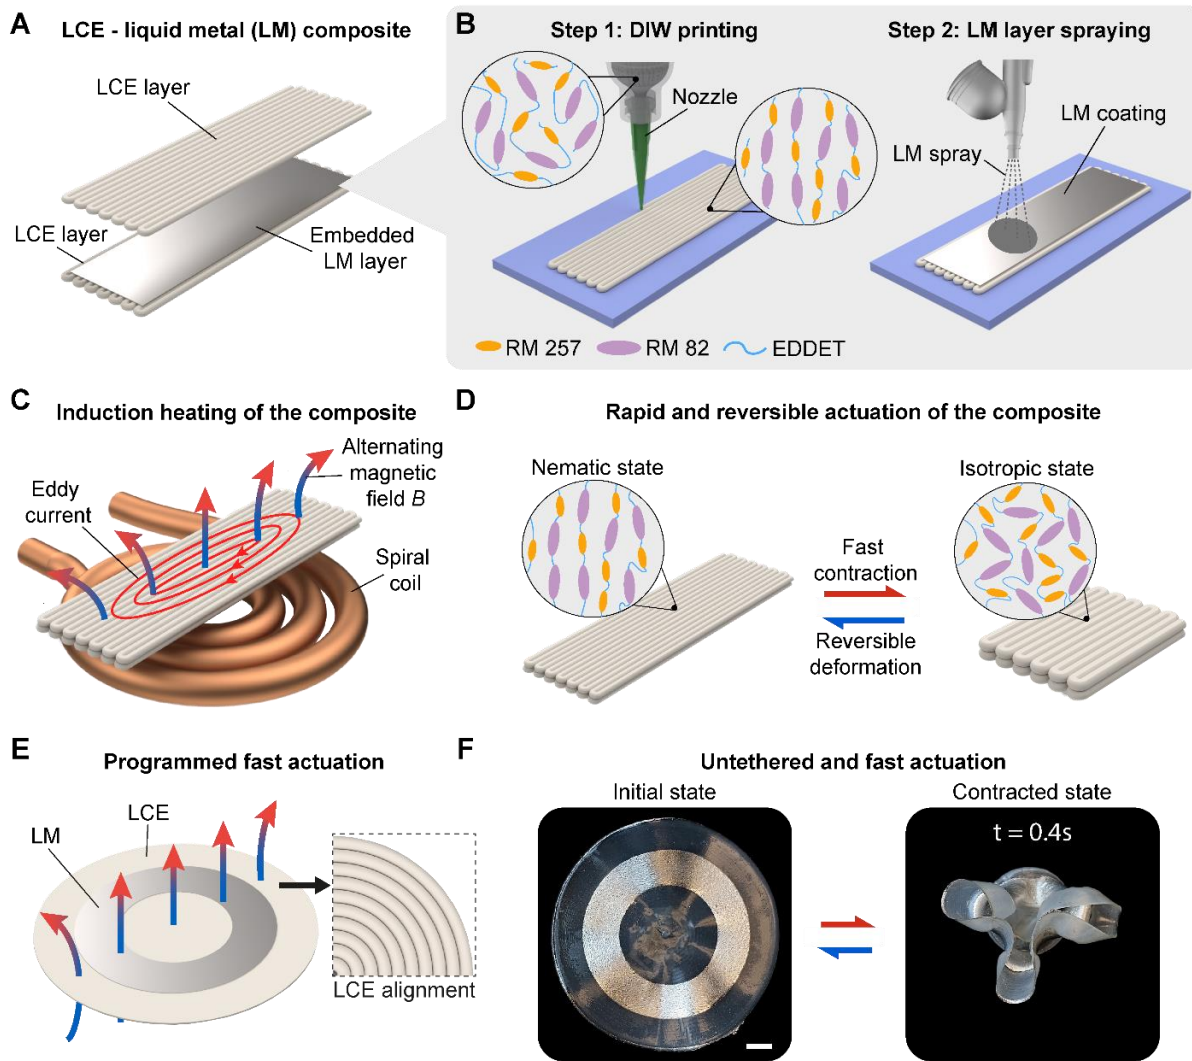 A
LCE - liquid metal (LM) composite
LCE layer
LCE layer
Embedded
LM layer
B
Step 1: DIW printing
Nozzle
Step 2: LM layer spraying
LM coating
LM spray
RM 257
RM 82
EDDET
C
Induction heating of the composite
Alternating
magnetic
field B
Eddy
current
Spiral
coil
D
Rapid and reversible actuation of the composite
Nematic state
Isotropic state
Fast
contraction
Reversible
deformation
E
Programmed fast actuation
LCE
LM
LCE alignment
F
Untethered and fast actuation
Initial state
Contracted state
t = 0.4s